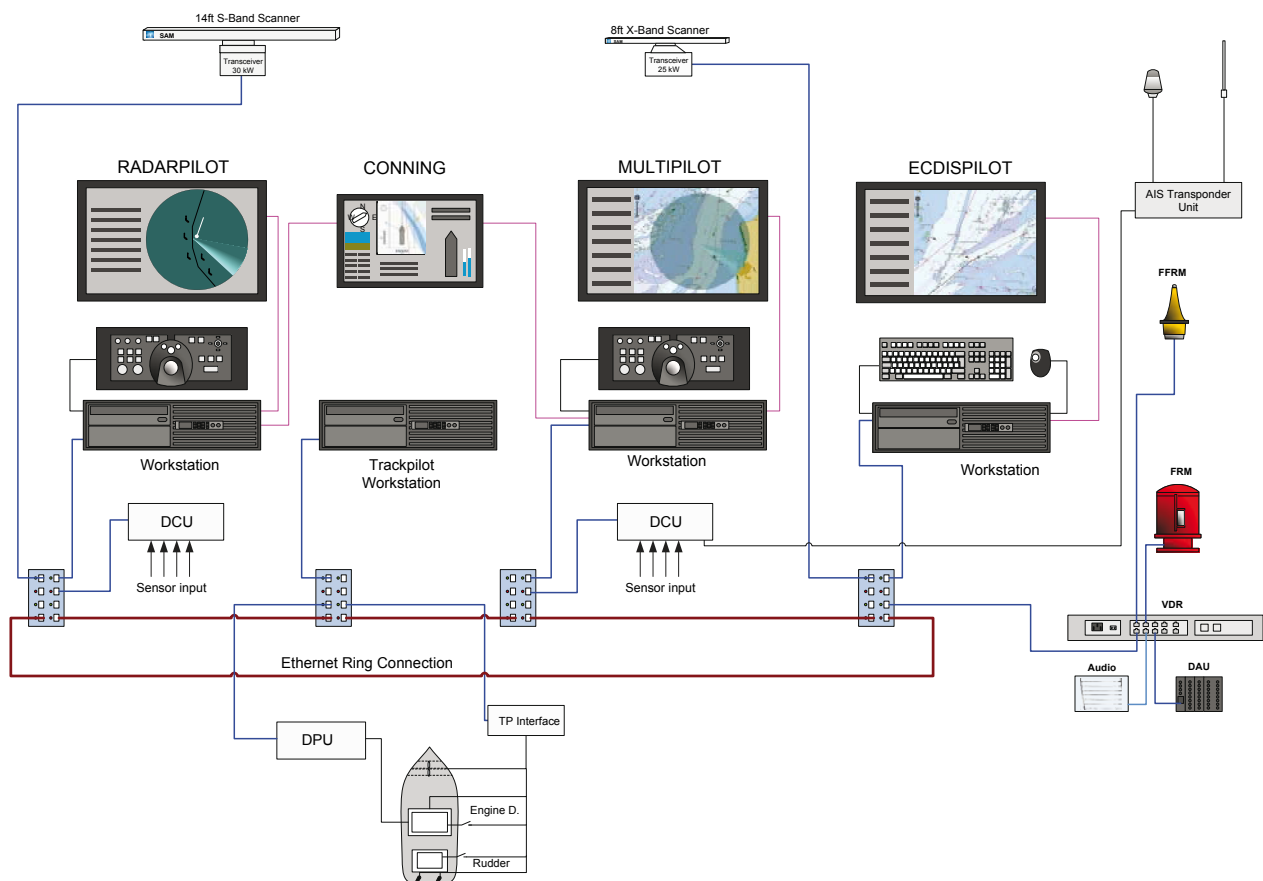 14ft S-Band Scanner
SAM
Transceiver
30 kW
8ft X-Band Scanner
SAM
Transceiver
25 kW
RADARPILOT
CONNING
MULTIPILOT
ECDISPILOT
AIS Transponder
Unit
N
W
E
S
FFRM
Workstation
Trackpilot
Workstation
Workstation
Workstation
FRM
DCU
Sensor input
DCU
Sensor input
VDR
Ethernet Ring Connection
Audio
DAU
TP Interface
DPU
Engine D.
Rudder